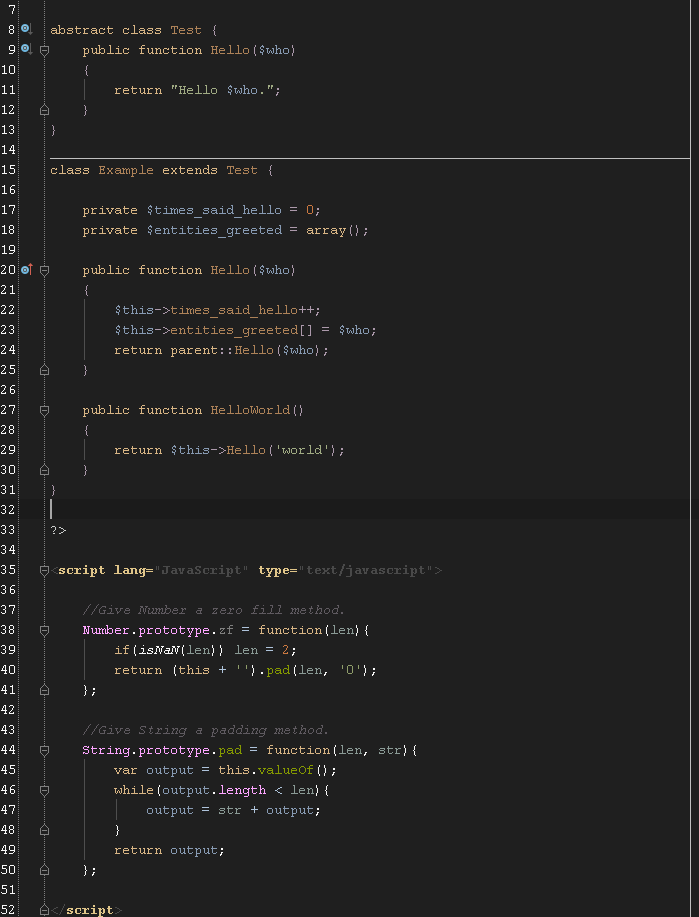 7
8 abstract class Test {
9     public function Hello($who)
10     {
11         return "Hello $who.";
12     }
13 }
14
15 class Example extends Test {
16
17     private $times_said_hello = 0;
18     private $entities_greeted = array();
19
20     public function Hello($who)
21     {
22         $this->times_said_hello++;
23         $this->entities_greeted[] = $who;
24         return parent::Hello($who);
25     }
26
27     public function HelloWorld()
28     {
29         return $this->Hello('world');
30     }
31 }
32
33 ?>
34
35 <script lang="JavaScript" type="text/javascript">
36
37     //Give Number a zero fill method.
38     Number.prototype.zf = function(len){
39         if(isNaN(len)) len = 2;
40         return (this + '').pad(len, '0');
41     };
42
43     //Give String a padding method.
44     String.prototype.pad = function(len, str){
45         var output = this.valueOf();
46         while(output.length < len){
47             output = str + output;
48         }
49         return output;
50     };
51
52 </script>